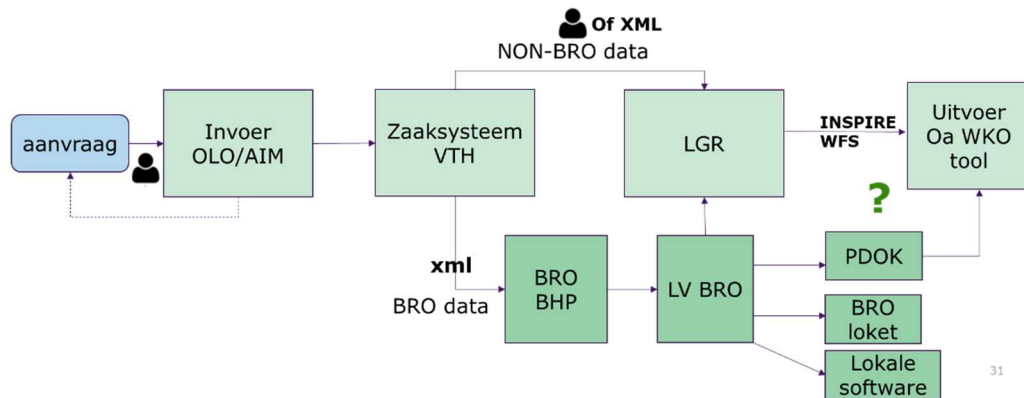 Of XML
NON-BRO data
aanvraag
Invoer
OLO/AIM
Zaaksysteem
VTH
LGR
INSPIRE
WFS
Uitvoer
Oa WKO
tool
?
xml
BRO data
BRO
BHP
LV BRO
PDOK
BRO
loket
Lokale
software
31